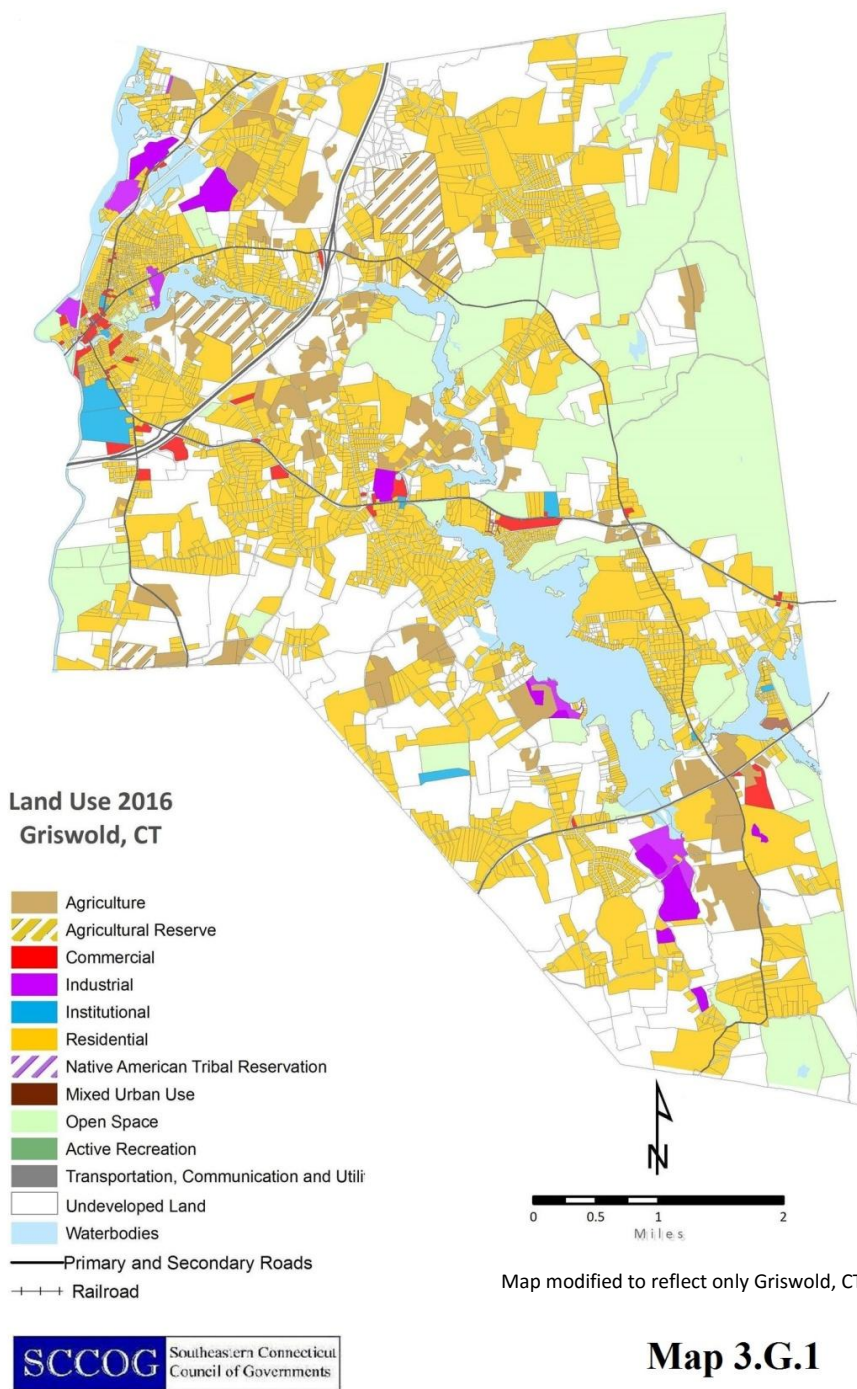 Land Use 2016
Griswold, CT
Agriculture
Agricultural Reserve
Commercial
Industrial
Institutional
Residential
Native American Tribal Reservation
Mixed Urban Use
Open Space
Active Recreation
Transportation, Communication and Utili
Undeveloped Land
Waterbodies
Primary and Secondary Roads
Railroad
N
0 0.5 1 2
Miles
Map modified to reflect only Griswold, CT
SCCOG
Southeastern Connecticut
Council of Governments
Map 3.G.1